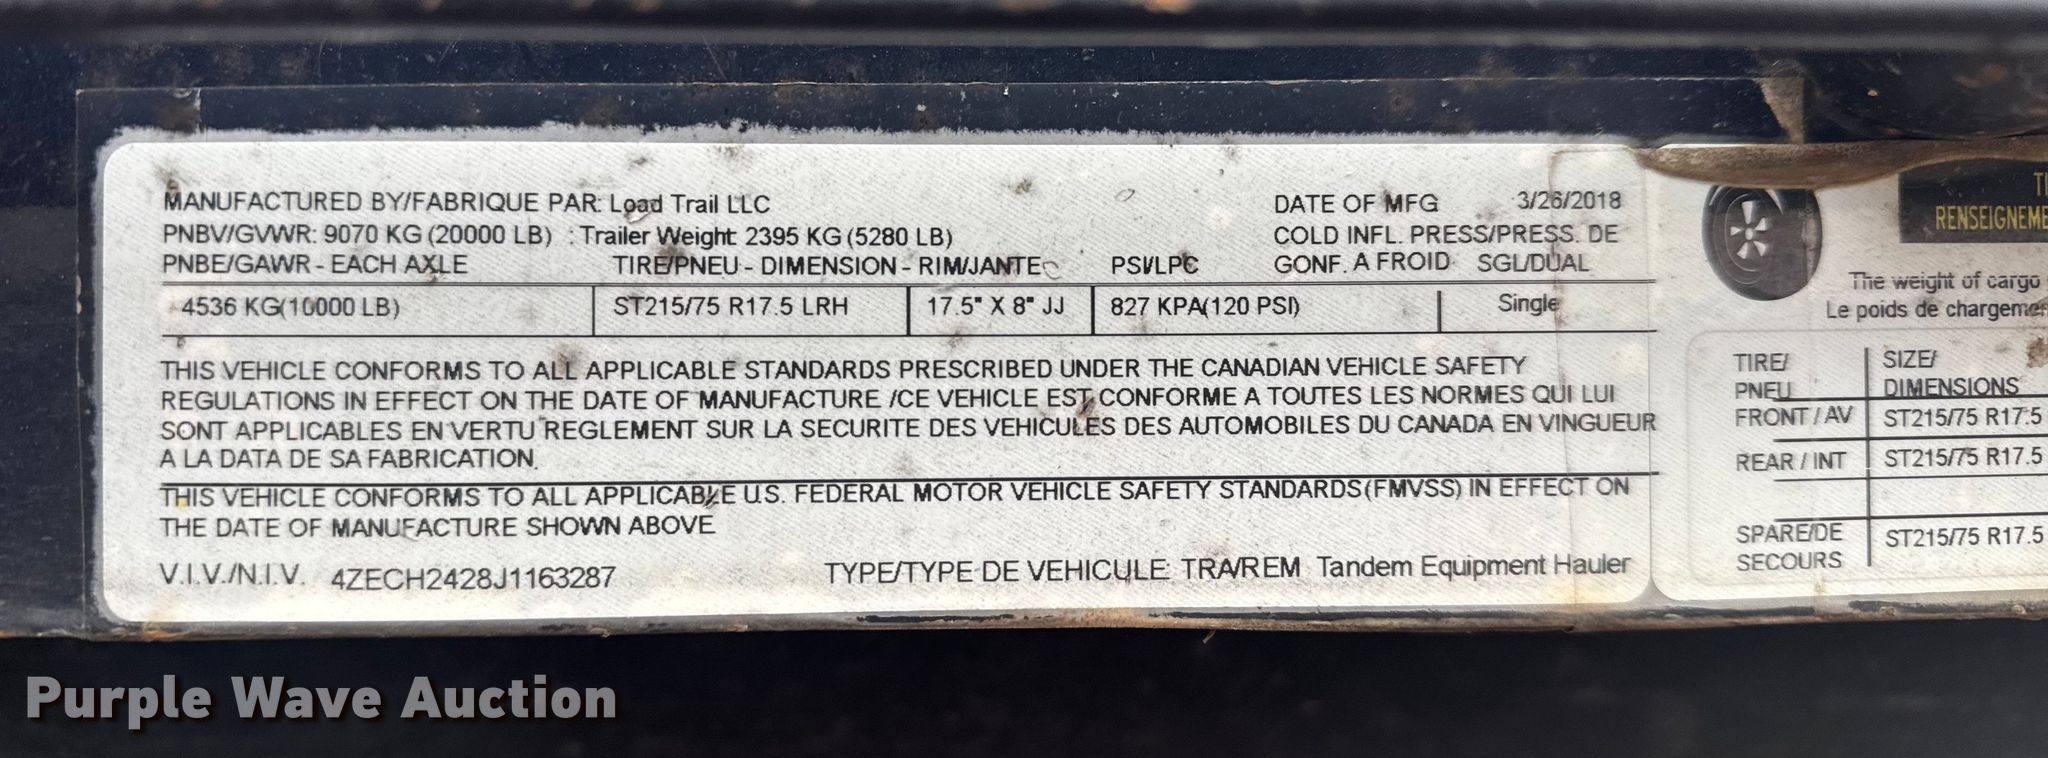 MANUFACTURED BY/FABRIQUE PAR: Load Trail LLC DATE OF MFG 3/26/2018
PNBV/GVWR: 9070 KG (20000 LB) : Trailer Weight: 2395 KG (5280 LB) COLD INFL. PRESS/PRESS. DE
PNBE/GAWR - EACH AXLE TIRE/PNEU - DIMENSION - RIM/JANTE PSI/LPC GONF. A FROID SGL/DUAL
4536 KG(10000 LB) ST215/75 R17.5 LRH 17.5" X 8" JJ 827 KPA(120 PSI) Single
THIS VEHICLE CONFORMS TO ALL APPLICABLE STANDARDS PRESCRIBED UNDER THE CANADIAN VEHICLE SAFETY
REGULATIONS IN EFFECT ON THE DATE OF MANUFACTURE /CE VEHICLE EST CONFORME A TOUTES LES NORMES QUI LUI
SONT APPLICABLES EN VERTU REGLEMENT SUR LA SECURITE DES VEHICULES DES AUTOMOBILES DU CANADA EN VINGUEUR
A LA DATA DE SA FABRICATION.
THIS VEHICLE CONFORMS TO ALL APPLICABLE U.S. FEDERAL MOTOR VEHICLE SAFETY STANDARDS(FMVSS) IN EFFECT ON
THE DATE OF MANUFACTURE SHOWN ABOVE
V.I.V./N.I.V. 4ZECH2428J1163287 TYPE/TYPE DE VEHICULE: TRA/REM Tandem Equipment Hauler
The weight of cargo
Le poids de
TIRE/ SIZE/
PNEU DIMENSIONS
FRONT / AV ST215/75 R17.5
REAR / INT ST215/75 R17.5
SPARE/DE ST215/75 R17.5
SECOURS
Purple Wave Auction